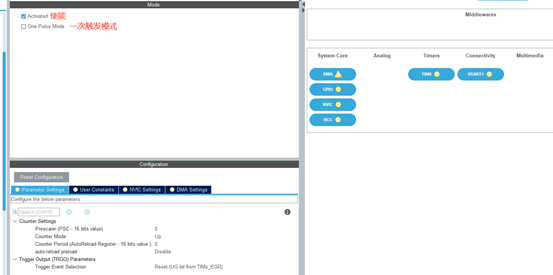 Mode
Activated 使能
One Pulse Mode 一次触发模式
Configuration
Reset Configuration
Parameter Settings
User Constants
NVIC Settings
DMA Settings
Configure the below parameters
Search (Ctrl+F)
Counter Settings
Prescaler (PSC - 16 bits value) 0
Counter Mode Up
Counter Period (AutoReload Register - 16 bits value ) 0
auto-reload preload Disable
Trigger Output (TRGO) Parameters
Trigger Event Selection Reset (UG bit from TIMx_EGR)
Middlewares
System Core
Analog
Timers
Connectivity
Multimedia
DMA
TIM6
USART1
GPIO
NVIC
RCC